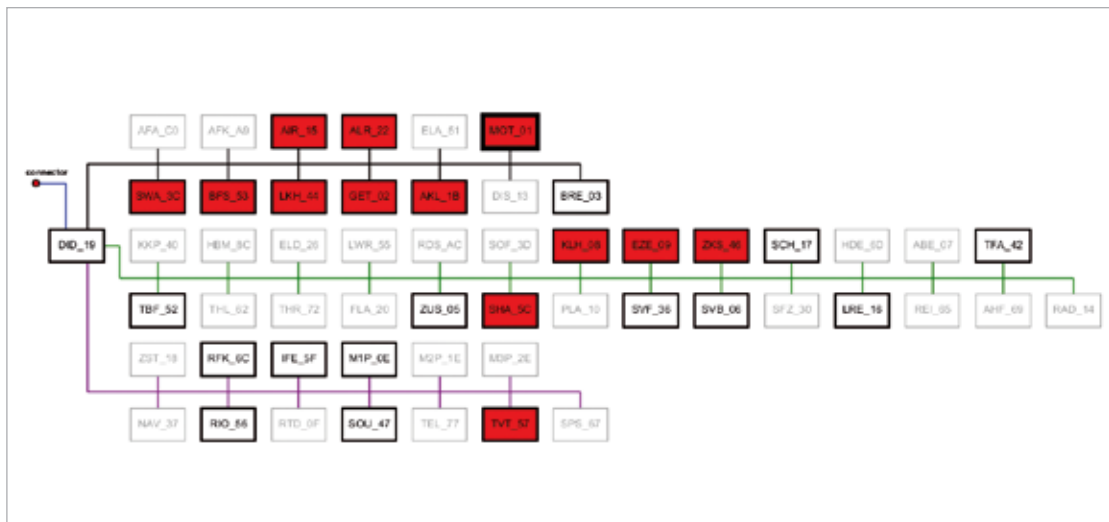 AFA_C0 AFK_A9 AIR_15 ALR_22 ELA_51 MOT_01
connector
SWA_3C BFS_53 LKH_44 GET_02 AKL_1B DIS_13 BRE_03
DID_19
KKP_40 HBM_8C ELD_26 LWR_55 RDS_AC SOF_3D KLH_08 EZE_09 ZKS_46 SCH_17 HDE_6D ABE_07 TFA_42
TBF_52 THL_62 THR_72 FLA_20 ZUS_05 SHA_5C PLA_10 SVF_36 SVB_06 SFZ_30 LRE_16 REI_65 AHF_69 RAD_14
ZST_18 RFK_6C IFE_5F M1P_0E M2P_1E M3P_2E
NAV_37 RIO_56 RTD_0F SOU_47 TEL_77 TVT_57 SPS_67